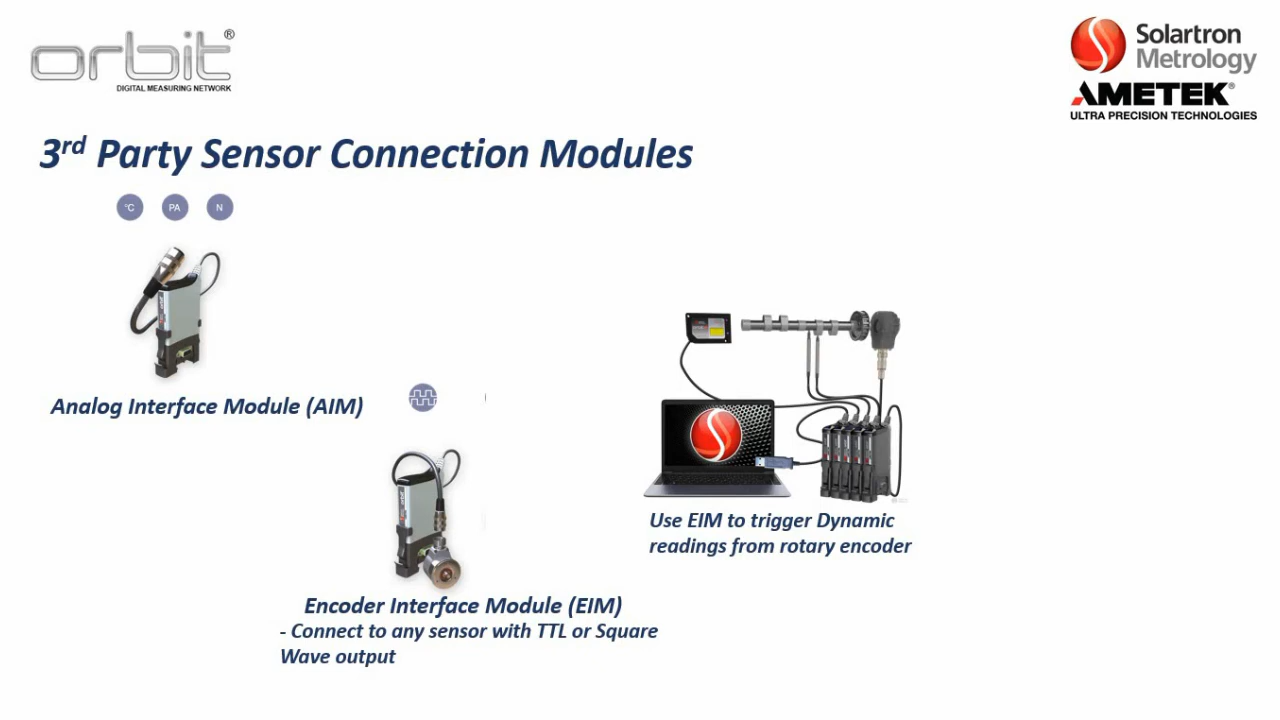 orbit®
DIGITAL MEASURING NETWORK
Solartron
Metrology
AMETEK®
ULTRA PRECISION TECHNOLOGIES
3rd Party Sensor Connection Modules
°C PA N
Analog Interface Module (AIM)
Use EIM to trigger Dynamic
readings from rotary encoder
Encoder Interface Module (EIM)
- Connect to any sensor with TTL or Square
Wave output